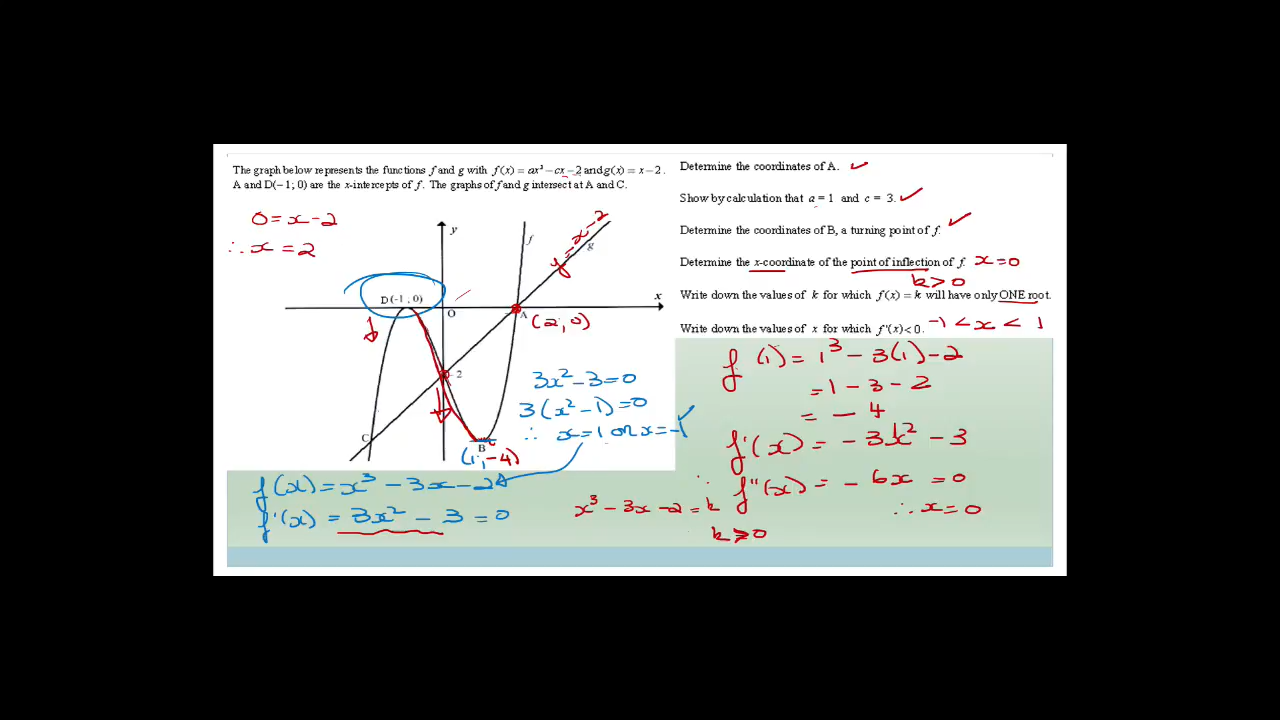 The graph below represents the functions f and g with f(x) = ax³ − cx − 2 and g(x) = x − 2.
A and D(−1; 0) are the x-intercepts of f. The graphs of f and g intersect at A and C.
0 = x − 2
∴ x = 2
y
f
y = x − 2
g
D(-1 , 0)
0
x
A
(2, 0)
−2
C
B
(1, −4)
3x² − 3 = 0
3(x² − 1) = 0
∴ x = 1 or x = −1
f(x) = x³ − 3x − 2
f'(x) = 3x² − 3 = 0
Determine the coordinates of A. ✓
Show by calculation that a = 1 and c = 3. ✓
Determine the coordinates of B, a turning point of f. ✓
Determine the x-coordinate of the point of inflection of f. x = 0
k > 0
Write down the values of k for which f(x) = k will have only ONE root.
Write down the values of x for which f'(x) < 0. −1 < x < 1
f(1) = 1³ − 3(1) − 2
= 1 − 3 − 2
= − 4
f'(x) = − 3x² − 3
∴ f''(x) = − 6x = 0
∴ x = 0
x³ − 3x − 2 = k
k > 0